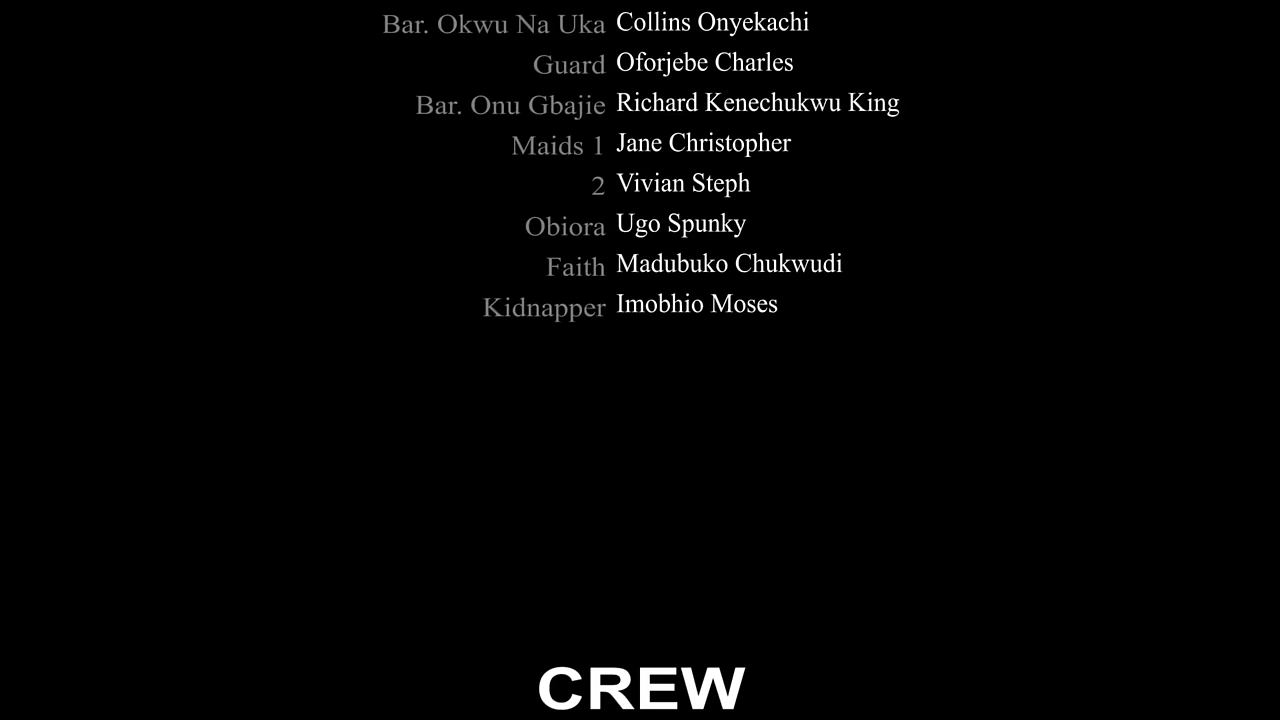 Bar. Okwu Na Uka Collins Onyekachi
Guard Oforjebe Charles
Bar. Onu Gbajie Richard Kenechukwu King
Maids 1 Jane Christopher
2 Vivian Steph
Obiora Ugo Spunky
Faith Madubuko Chukwudi
Kidnapper Imobhio Moses
CREW